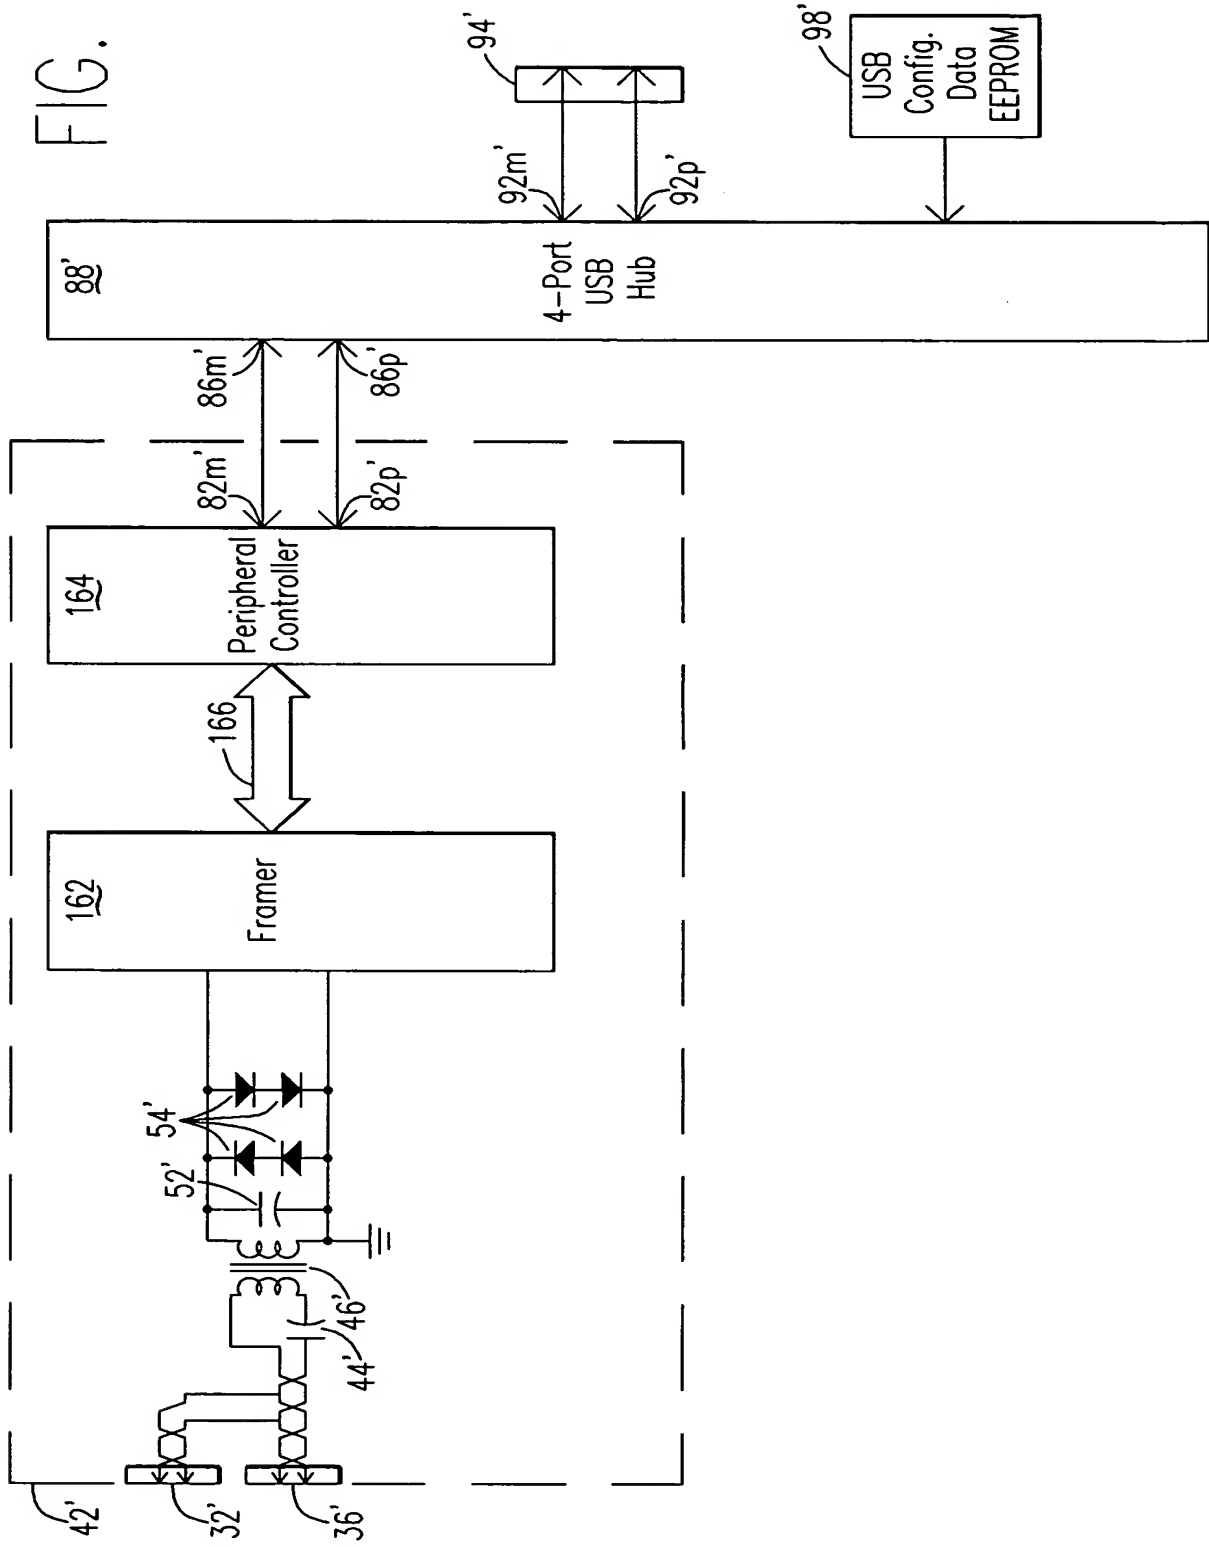 FIG.
94'
98'
USB
Config.
Data
EEPROM
92m'
92p'
88'
4-Port
USB
Hub
86m'
86p'
82m'
82p'
164
Peripheral
Controller
166
162
Framer
54'
52'
46'
44'
42'
32'
36'